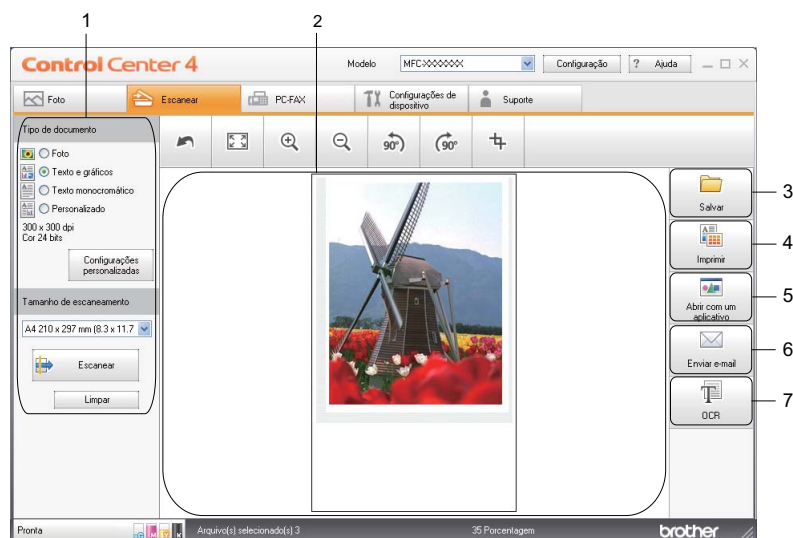 1
2
Control Center 4
Modelo
MFC-XXXXXX
Configuração
? Ajuda
Foto
Escanear
PC-FAX
Configurações de
dispositivo
Suporte
Tipo de documento
Foto
Texto e gráficos
Texto monocromático
Personalizado
300 x 300 dpi
Cor 24 bits
Configurações
personalizadas
Tamanho de escaneamento
A4 210 x 297 mm (8.3 x 11.7
Escanear
Limpar
90°
90°
Salvar
3
Imprimir
4
Abrir com um
aplicativo
5
Enviar e-mail
6
OCR
7
Pronta
M
Y
K
Arquivo(s) selecionado(s) 3
35 Porcentagem
brother